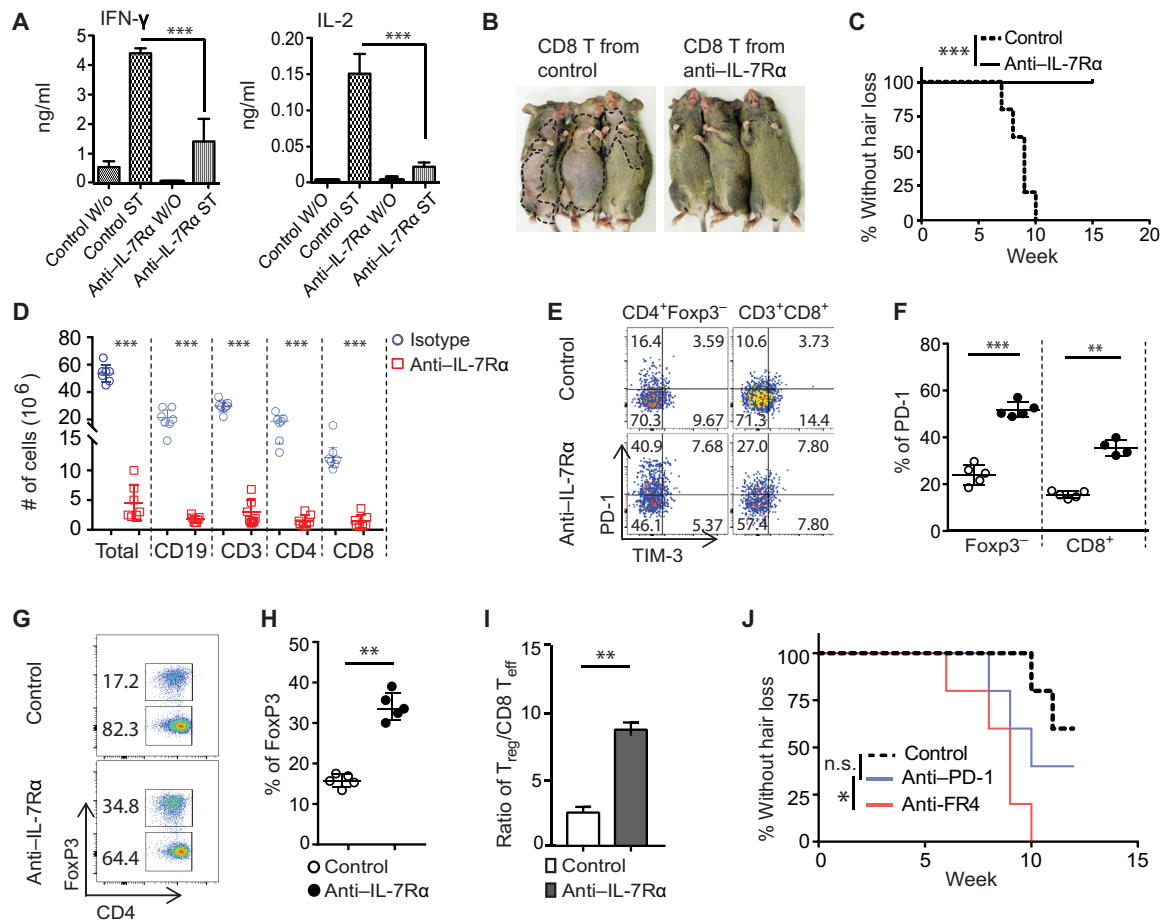 A
IFN-γ
***
ng/ml
5
4
3
2
1
0
Control W/o
Control ST
Anti–IL-7Rα W/O
Anti–IL-7Rα ST
IL-2
***
ng/ml
0.20
0.15
0.10
0.05
0.00
Control W/O
Control ST
Anti–IL-7Rα W/O
Anti–IL-7Rα ST
B
CD8 T from
control
CD8 T from
anti–IL-7Rα
C
*** Control
Anti–IL-7Rα
% Without hair loss
100
75
50
25
0
0 5 10 15 20
Week
D
# of cells (10⁶)
80
60
40
20
15
10
5
0
*** *** *** *** ***
Isotype
Anti–IL-7Rα
Total CD19 CD3 CD4 CD8
E
CD4⁺Foxp3⁻ CD3⁺CD8⁺
Control
16.4 3.59 10.6 3.73
70.3 9.67 71.3 14.4
Anti–IL-7Rα
40.9 7.68 27.0 7.80
46.1 5.37 57.4 7.80
PD-1
TIM-3
F
% of PD-1
80
60
40
20
0
*** **
Foxp3⁻ CD8⁺
G
Control
17.2
82.3
Anti–IL-7Rα
34.8
64.4
FoxP3
CD4
H
% of FoxP3
50
40
30
20
10
0
**
Control
Anti–IL-7Rα
I
Ratio of Treg/CD8 Teff
15
10
5
0
**
Control
Anti–IL-7Rα
J
% Without hair loss
100
75
50
25
0
n.s.
*
Control
Anti–PD-1
Anti-FR4
0 5 10 15
Week